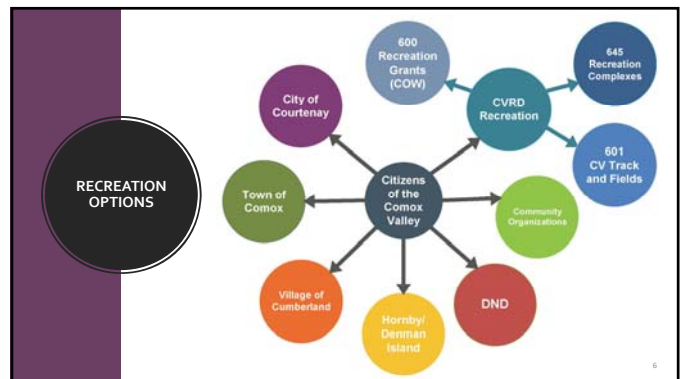 RECREATION
OPTIONS
600
Recreation
Grants
(COW)
645
Recreation
Complexes
City of
Courtenay
CVRD
Recreation
601
CV Track
and Fields
Town of
Comox
Citizens
of the
Comox
Valley
Community
Organizations
Village of
Cumberland
Hornby/
Denman
Island
DND
6